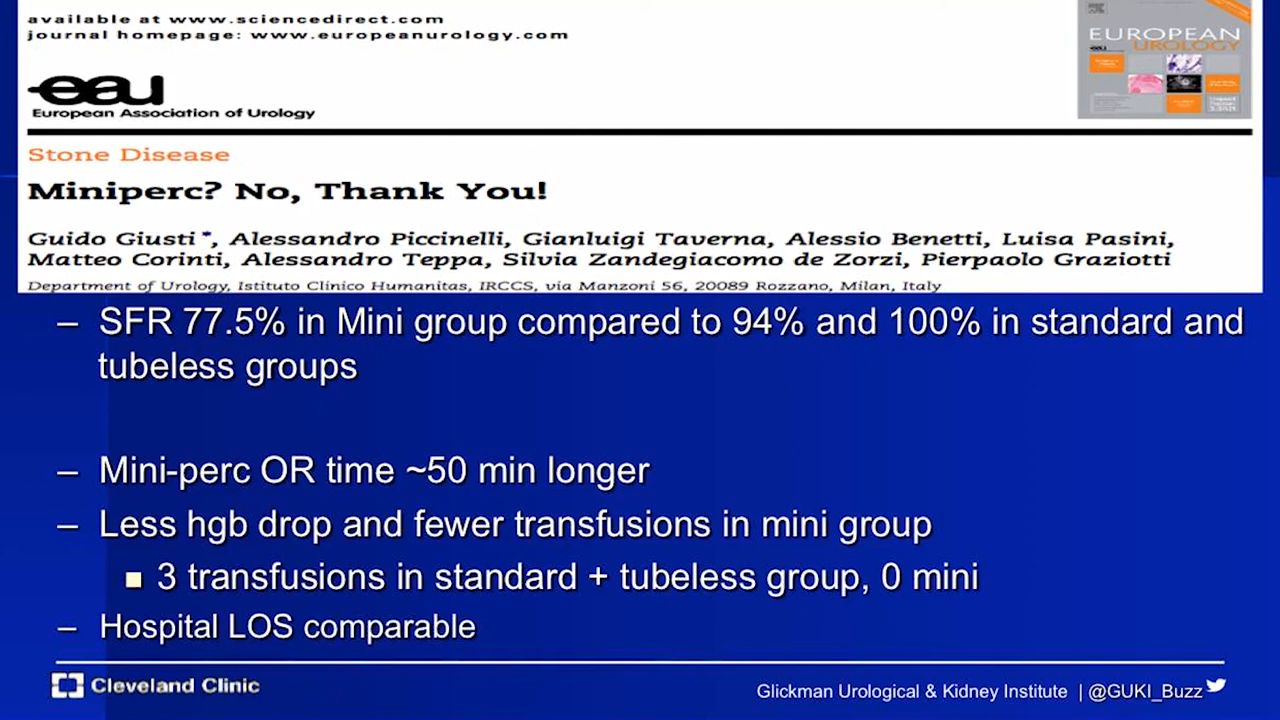 available at www.sciencedirect.com
journal homepage: www.europeanurology.com
EUROPEAN
UROLOGY
eau
European Association of Urology
Stone Disease
Miniperc? No, Thank You!
Guido Giusti *, Alessandro Piccinelli, Gianluigi Taverna, Alessio Benetti, Luisa Pasini,
Matteo Corinti, Alessandro Teppa, Silvia Zandegiacomo de Zorzi, Pierpaolo Graziotti
Department of Urology, Istituto Clinico Humanitas, IRCCS, via Manzoni 56, 20089 Rozzano, Milan, Italy
– SFR 77.5% in Mini group compared to 94% and 100% in standard and
tubeless groups
– Mini-perc OR time ~50 min longer
– Less hgb drop and fewer transfusions in mini group
■ 3 transfusions in standard + tubeless group, 0 mini
– Hospital LOS comparable
Cleveland Clinic
Glickman Urological & Kidney Institute | @GUKI_Buzz